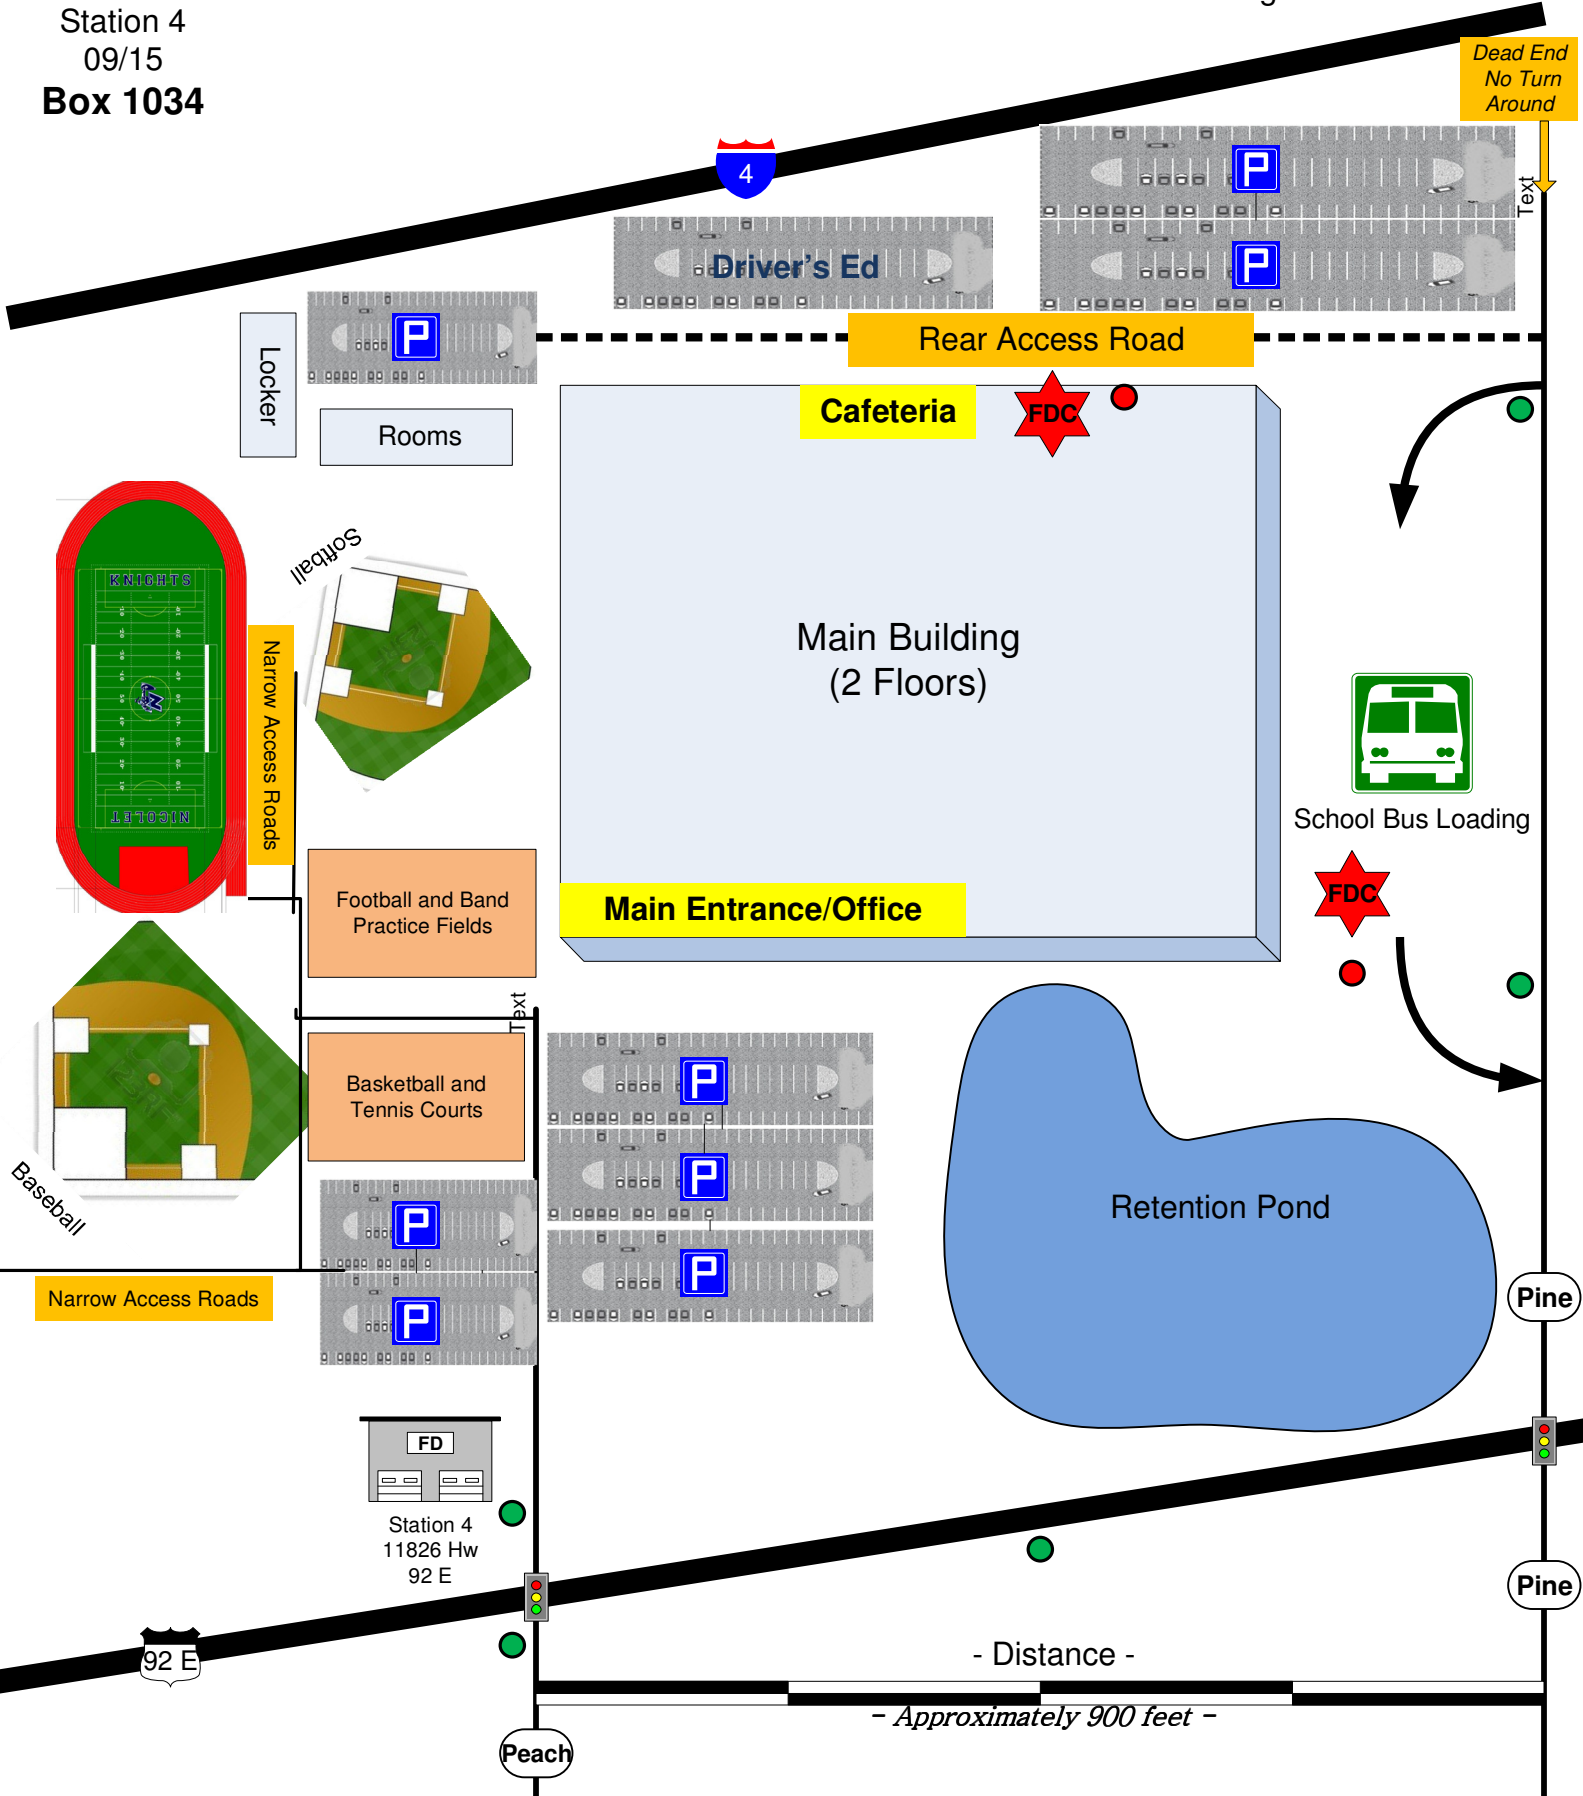 Station 4
09/15
Box 1034
Dead End
No Turn
Around
4
Text
Driver's Ed
Rear Access Road
Locker
Rooms
Cafeteria
FDC
Softball
KNIGHTS
NICOLET
Narrow Access Roads
Main Building
(2 Floors)
School Bus Loading
FDC
Football and Band
Practice Fields
Main Entrance/Office
Text
Basketball and
Tennis Courts
Baseball
Retention Pond
Narrow Access Roads
Pine
FD
Station 4
11826 Hw
92 E
Pine
92 E
- Distance -
- Approximately 900 feet -
Peach
P
P
P
P
P
P
P
P